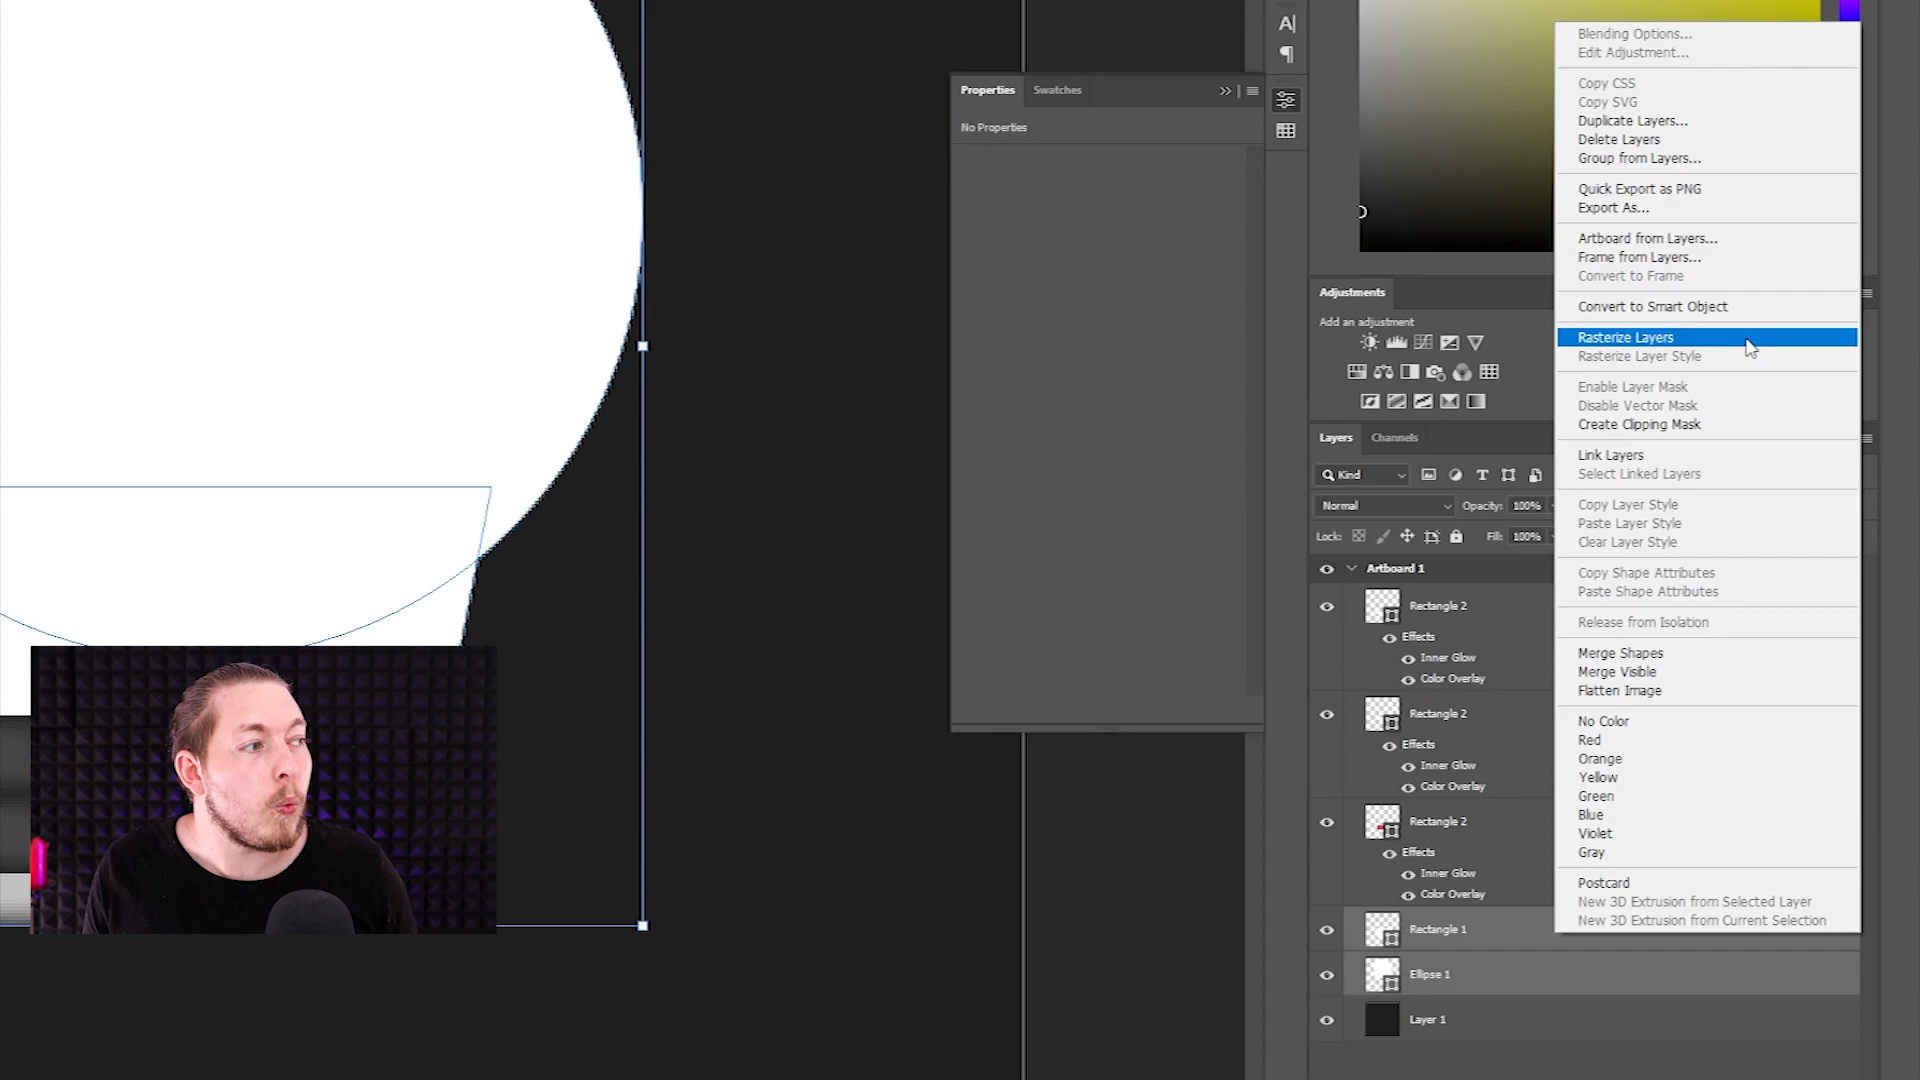 A|
¶
Properties
Swatches
No Properties
Adjustments
Add an adjustment
Layers
Channels
Kind
T
Normal
Opacity:
100%
Lock:
Fill:
100%
Artboard 1
Rectangle 2
Effects
Inner Glow
Color Overlay
Rectangle 2
Effects
Inner Glow
Color Overlay
Rectangle 2
Effects
Inner Glow
Color Overlay
Rectangle 1
Ellipse 1
Layer 1
Blending Options...
Edit Adjustment...
Copy CSS
Copy SVG
Duplicate Layers...
Delete Layers
Group from Layers...
Quick Export as PNG
Export As...
Artboard from Layers...
Frame from Layers...
Convert to Frame
Convert to Smart Object
Rasterize Layers
Rasterize Layer Style
Enable Layer Mask
Disable Vector Mask
Create Clipping Mask
Link Layers
Select Linked Layers
Copy Layer Style
Paste Layer Style
Clear Layer Style
Copy Shape Attributes
Paste Shape Attributes
Release from Isolation
Merge Shapes
Merge Visible
Flatten Image
No Color
Red
Orange
Yellow
Green
Blue
Violet
Gray
Postcard
New 3D Extrusion from Selected Layer
New 3D Extrusion from Current Selection